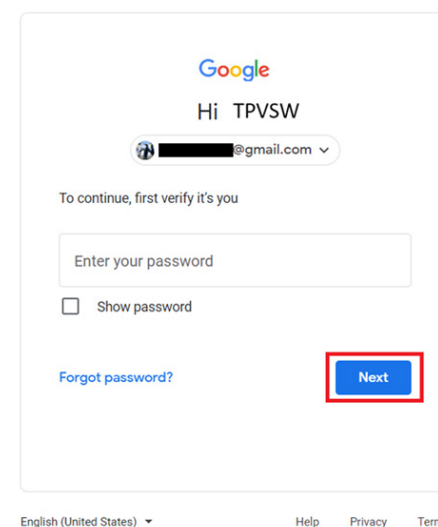 Google
Hi TPVSW
@gmail.com
To continue, first verify it's you
Enter your password
Show password
Forgot password?
Next
English (United States)
Help Privacy Term